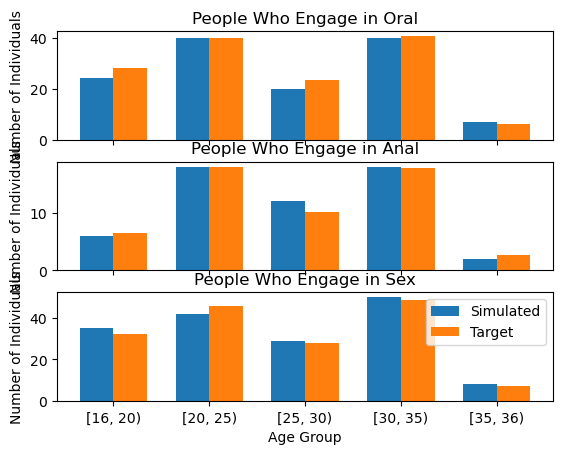 People Who Engage in Oral
Number of Individuals
40
20
0
People Who Engage in Anal
Number of Individuals
10
0
People Who Engage in Sex
Number of Individuals
40
20
0
Simulated
Target
[16, 20)
[20, 25)
[25, 30)
[30, 35)
[35, 36)
Age Group